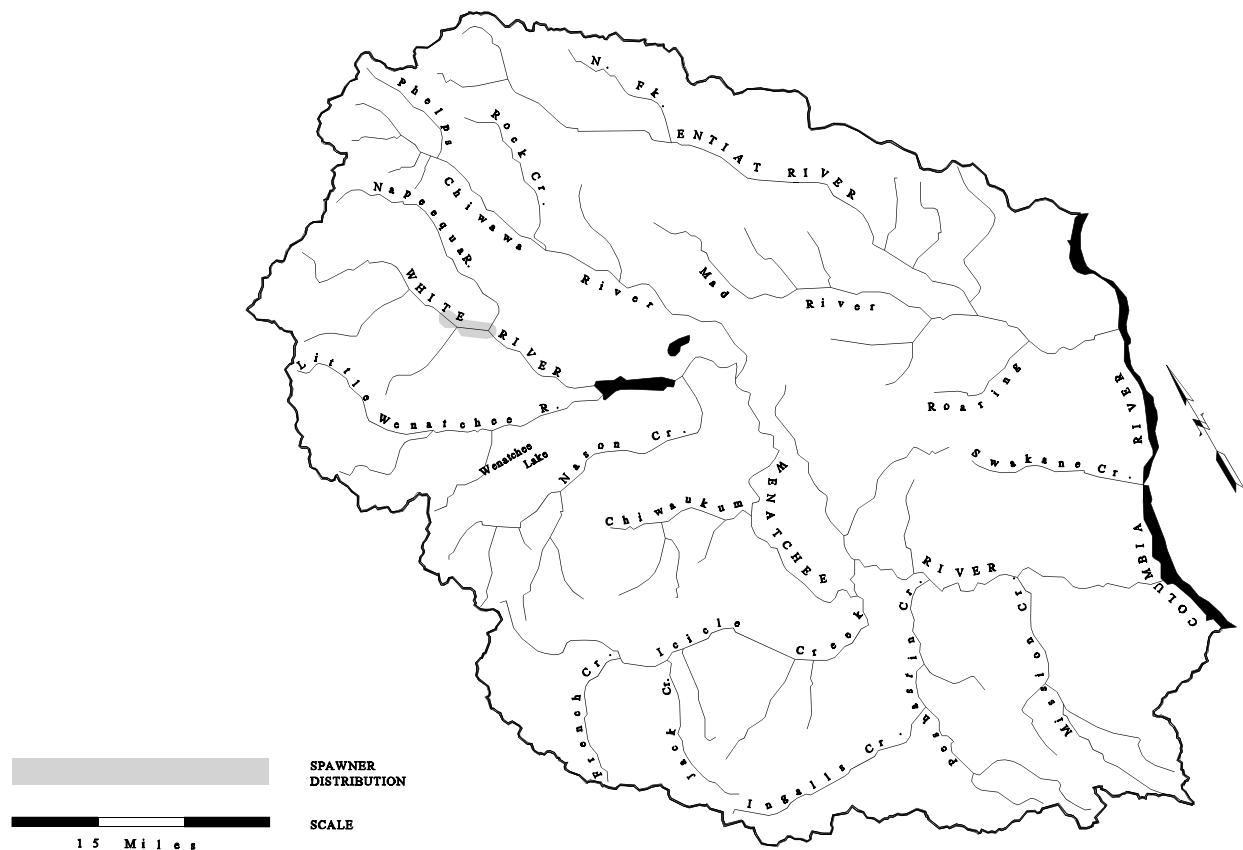 N. Fk.
ENTIAT RIVER
Phelps
Rock Cr.
Chiwawa River
Napeequa R.
Mad River
WHITE RIVER
Little Wenatchee R.
Wenatchee
Lake
Nason Cr.
Roaring
Swakane Cr.
COLUMBIA RIVER
Chiwaukum
WENATCHEE RIVER
Icicle Creek
French Cr.
Jack Cr.
Ingalls Cr.
Pesbastin Cr.
Mission Cr.
SPAWNER
DISTRIBUTION
SCALE
15 Miles